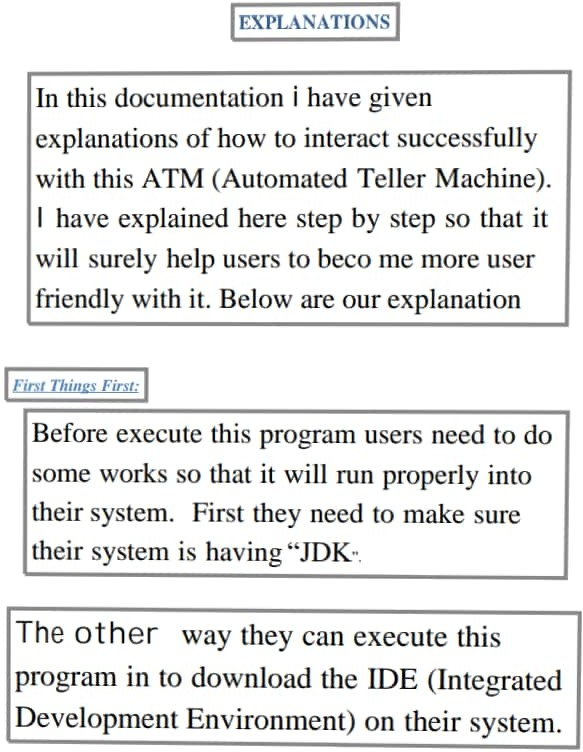 EXPLANATIONS
In this documentation i have given
explanations of how to interact successfully
with this ATM (Automated Teller Machine).
I have explained here step by step so that it
will surely help users to beco me more user
friendly with it. Below are our explanation
First Things First:
Before execute this program users need to do
some works so that it will run properly into
their system. First they need to make sure
their system is having “JDK”.
The other way they can execute this
program in to download the IDE (Integrated
Development Environment) on their system.